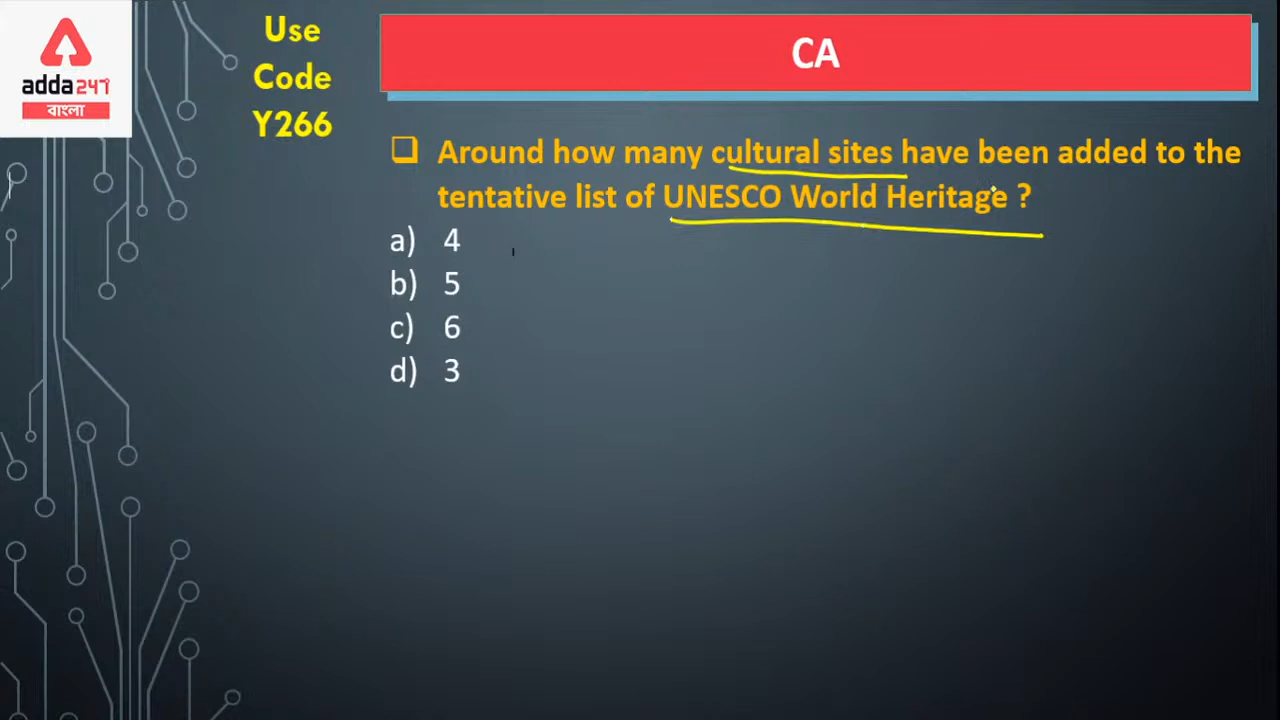 adda247
বাংলা
Use
Code
Y266
CA
Around how many cultural sites have been added to the
tentative list of UNESCO World Heritage ?
a) 4
b) 5
c) 6
d) 3